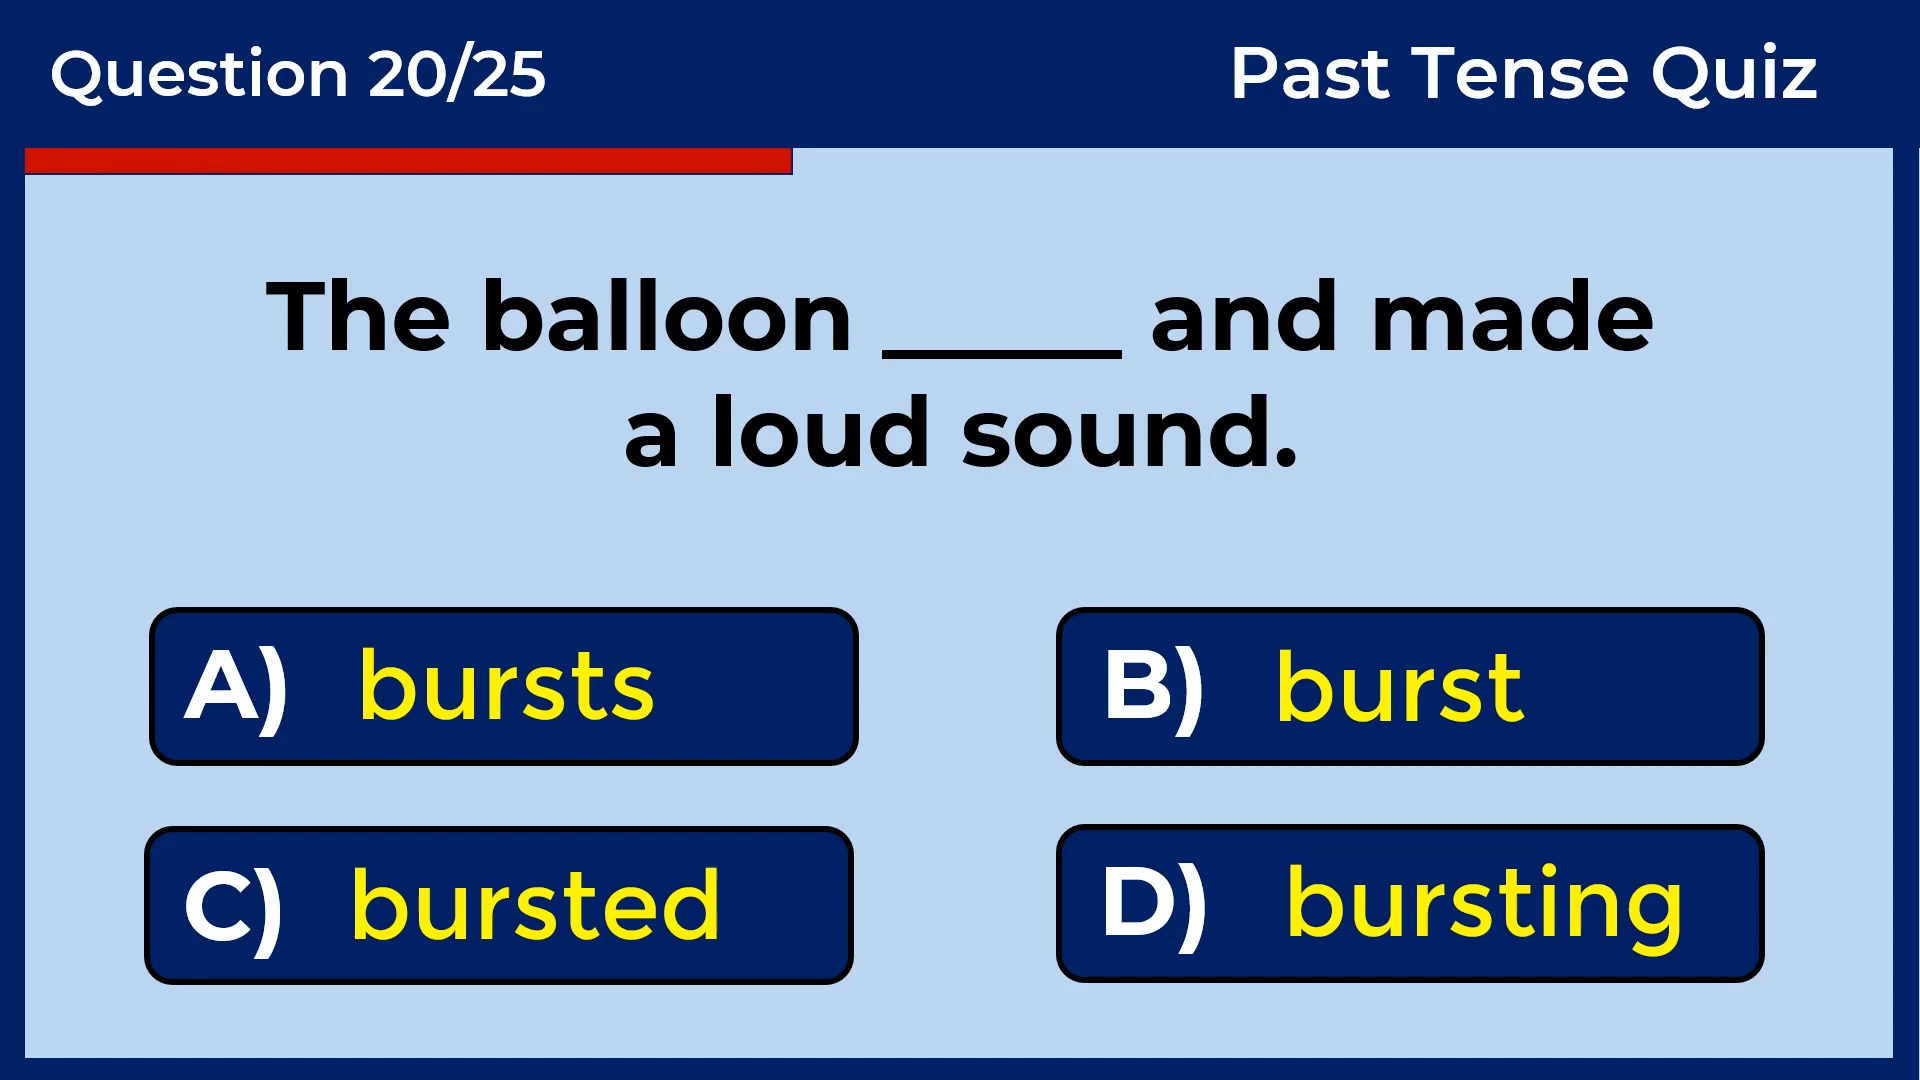 Question 20/25
Past Tense Quiz
The balloon _____ and made
a loud sound.
A) bursts
B) burst
C) bursted
D) bursting